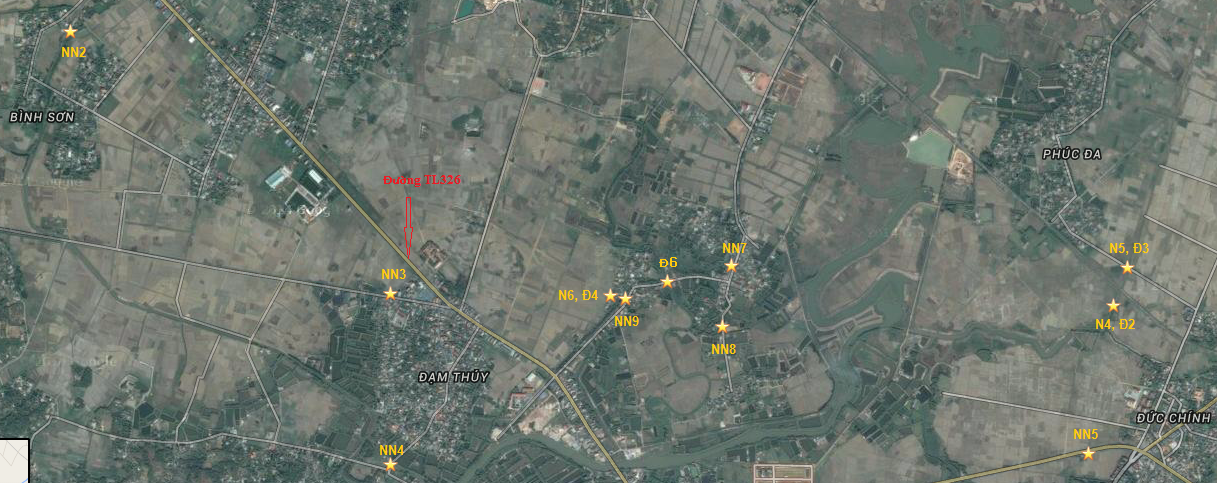 NN2
BÌNH SƠN
PHÚC ĐA
Đường TL326
NN7
N5, Đ3
Đ6
NN3
N6, Đ4
NN9
N4, Đ2
NN8
ĐẠM THỦY
ĐỨC CHÍNH
NN5
NN4